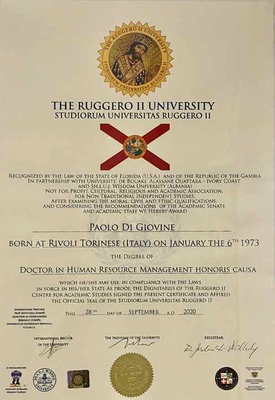 THE RUGGERO II UNIVERSITY
STUDIORUM UNIVERSITAS RUGGERO II
RECOGNIZED BY THE LAW OF THE STATE OF FLORIDA (U.S.A.) AND OF THE REPUBLIC OF THE GAMBIA
IN PARTNERSHIP WITH UNIVERSITE DE BOUAKE ALASSANE OUATTARA - IVORY COAST
AND SH.L.U.J. WISDOM UNIVERSITY (ALBANIA)
NOT FOR PROFIT, CULTURAL, RELIGIOUS AND ACADEMIC ASSOCIATION,
FOR NON TRADITIONAL INDEPENDENT STUDIES.
AFTER EXAMINING THE MORAL, CIVIC AND ETHIC QUALIFICATIONS,
AND CONSIDERING THE RECOMMENDATIONS OF THE ACADEMIC SENATE
AND ACADEMIC STAFF WE HEREBY AWARD
PAOLO DI GIOVINE
BORN AT RIVOLI TORINESE (ITALY) ON JANUARY THE 6TH 1973
THE DEGREE OF
DOCTOR IN HUMAN RESOURCE MANAGEMENT HONORIS CAUSA
WHICH HE/SHE MAY USE, IN COMPLIANCE WITH THE LAWS
IN FORCE IN HIS/HER STATE AS PROOF, THE DIGNITARIES OF THE RUGGERO II
CENTRE FOR ACADEMIC STUDIES SIGNED THE PRESENT CERTIFICATE AND AFFIXED
THE OFFICIAL SEAL OF THE STUDIORUM UNIVERSITAS RUGGERO II
THIS 28TH DAY OF SEPTEMBER A.D 2020
INTERNATIONAL RECTOR
OF THE UNIVERSITY
THE PRESIDENT OF THE UNIVERSITY
RECTOR